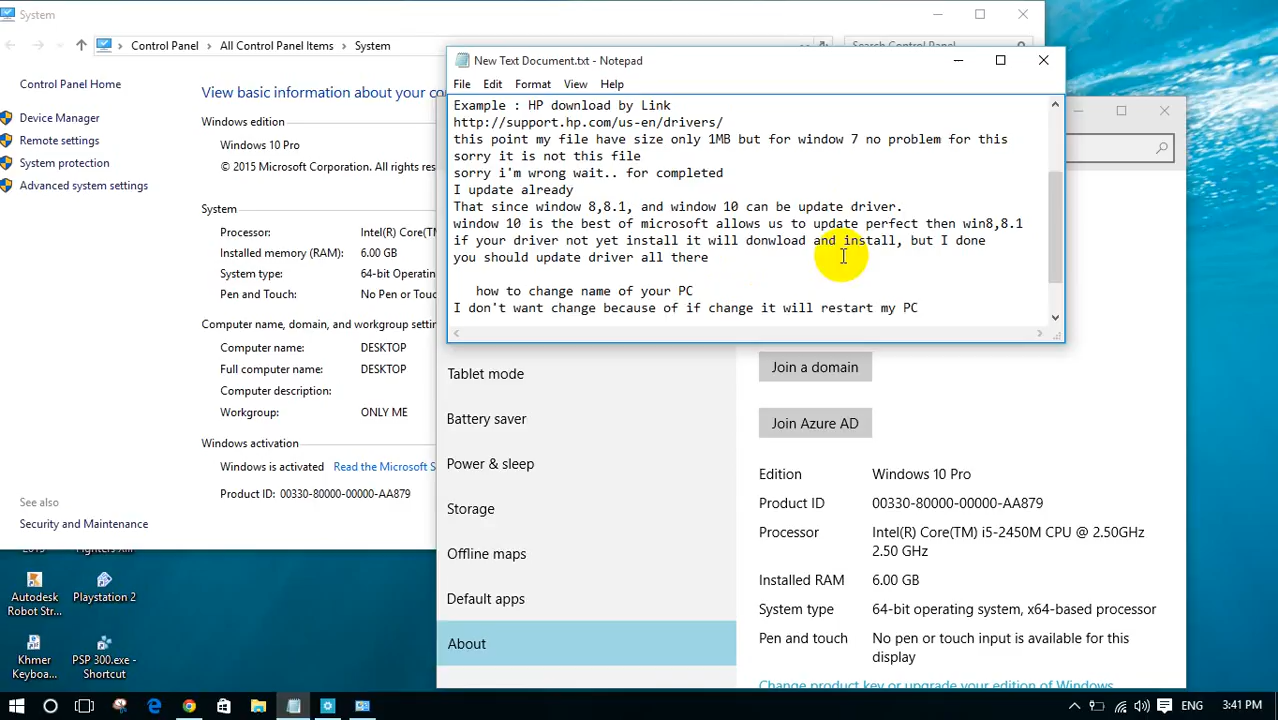 System
Control Panel
All Control Panel Items
System
Search Control Panel
Control Panel Home
Device Manager
Remote settings
System protection
Advanced system settings
See also
Security and Maintenance
View basic information about your co
Windows edition
Windows 10 Pro
© 2015 Microsoft Corporation. All rights
System
Processor: Intel(R) Core(
Installed memory (RAM): 6.00 GB
System type: 64-bit Operati
Pen and Touch: No Pen or Tou
Computer name, domain, and workgroup setti
Computer name: DESKTOP
Full computer name: DESKTOP
Computer description:
Workgroup: ONLY ME
Windows activation
Windows is activated Read the Microsoft S
Product ID: 00330-80000-00000-AA879
New Text Document.txt - Notepad
File Edit Format View Help
Example : HP download by Link
http://support.hp.com/us-en/drivers/
this point my file have size only 1MB but for window 7 no problem for this
sorry it is not this file
sorry i'm wrong wait.. for completed
I update already
That since window 8,8.1, and window 10 can be update driver.
window 10 is the best of microsoft allows us to update perfect then win8,8.1
if your driver not yet install it will donwload and install, but I done
you should update driver all there
how to change name of your PC
I don't want change because of if change it will restart my PC
Tablet mode
Battery saver
Power & sleep
Storage
Offline maps
Default apps
About
Join a domain
Join Azure AD
Edition Windows 10 Pro
Product ID 00330-80000-00000-AA879
Processor Intel(R) Core(TM) i5-2450M CPU @ 2.50GHz
2.50 GHz
Installed RAM 6.00 GB
System type 64-bit operating system, x64-based processor
Pen and touch No pen or touch input is available for this
display
Change product key or upgrade your edition of Windows
Autodesk
Robot Str...
Playstation 2
Khmer
Keyboa...
PSP 300.exe -
Shortcut
ENG
3:41 PM